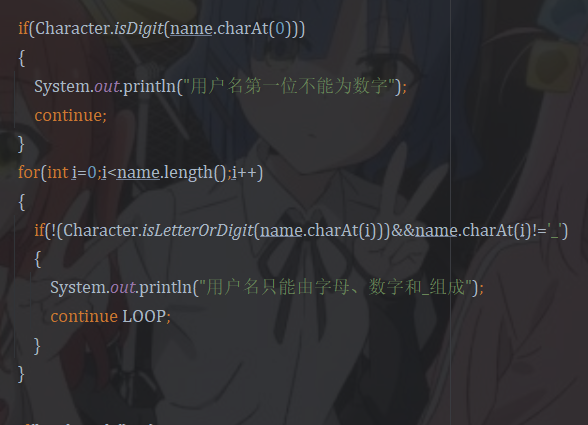 if(Character.isDigit(name.charAt(0)))
{
System.out.println("用户名第一位不能为数字");
continue;
}
for(int i=0;i<name.length();i++)
{
if(!(Character.isLetterOrDigit(name.charAt(i)))&&name.charAt(i)!='_')
{
System.out.println("用户名只能由字母、数字和_组成");
continue LOOP;
}
}